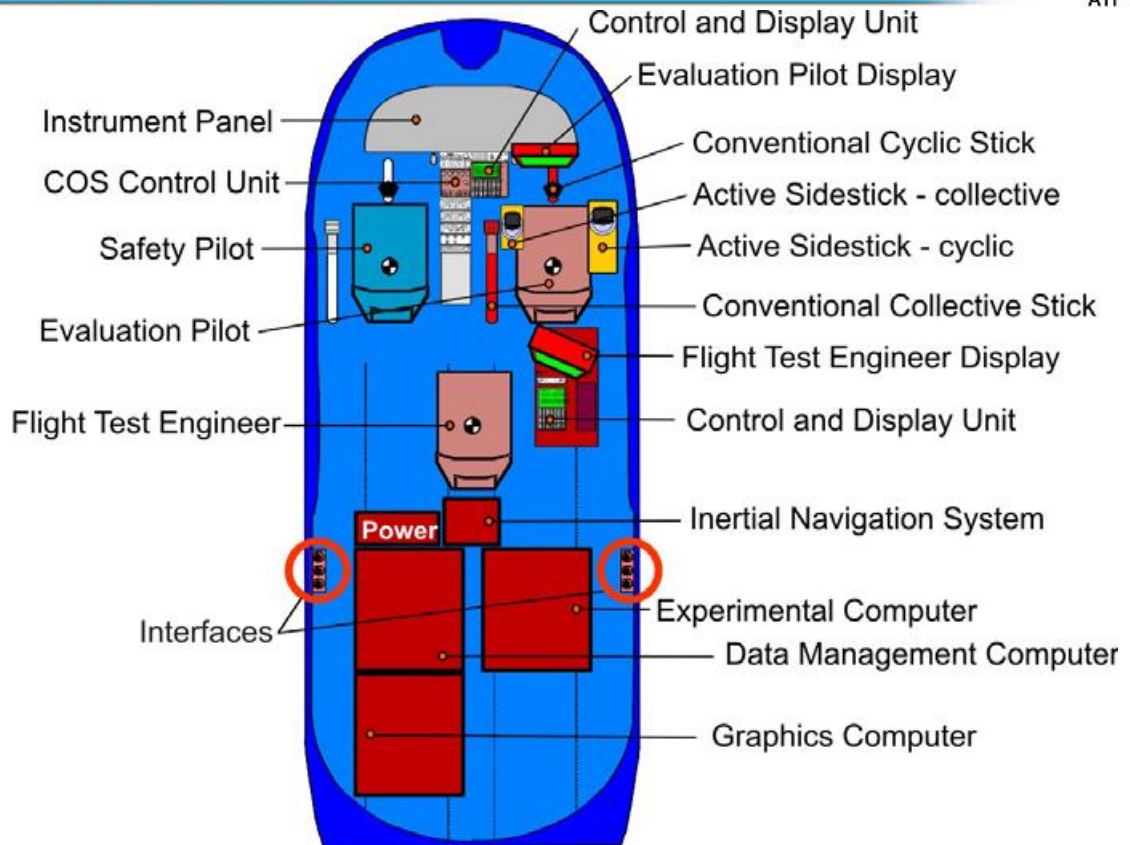 Control and Display Unit
Evaluation Pilot Display
Instrument Panel
Conventional Cyclic Stick
COS Control Unit
Active Sidestick - collective
Safety Pilot
Active Sidestick - cyclic
Evaluation Pilot
Conventional Collective Stick
Flight Test Engineer Display
Flight Test Engineer
Control and Display Unit
Inertial Navigation System
Power
Interfaces
Experimental Computer
Data Management Computer
Graphics Computer